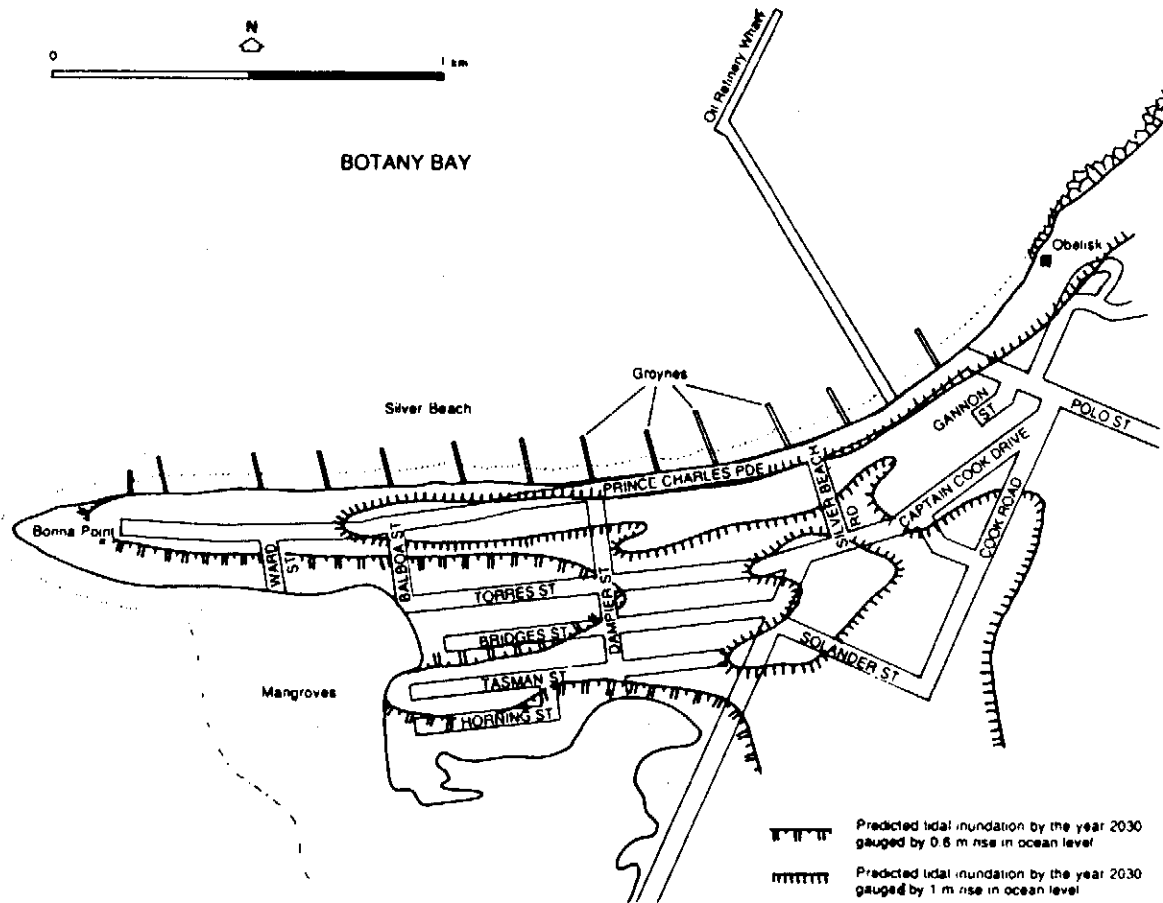 N
0
1 km
BOTANY BAY
Oil Refinery Wharf
Obelisk
Groynes
Silver Beach
GANNON
ST
POLO ST
PRINCE CHARLES PDE
SILVER BEACH
RD
CAPTAIN COOK DRIVE
COOK ROAD
Bonna Point
WARD
ST
BALBOA ST
TORRES ST
DAMPIER ST
BRIDGES ST
SOLANDER ST
TASMAN ST
Mangroves
HORNING ST
Predicted tidal inundation by the year 2030
gauged by 0.6 m rise in ocean level
Predicted tidal inundation by the year 2030
gauged by 1 m rise in ocean level